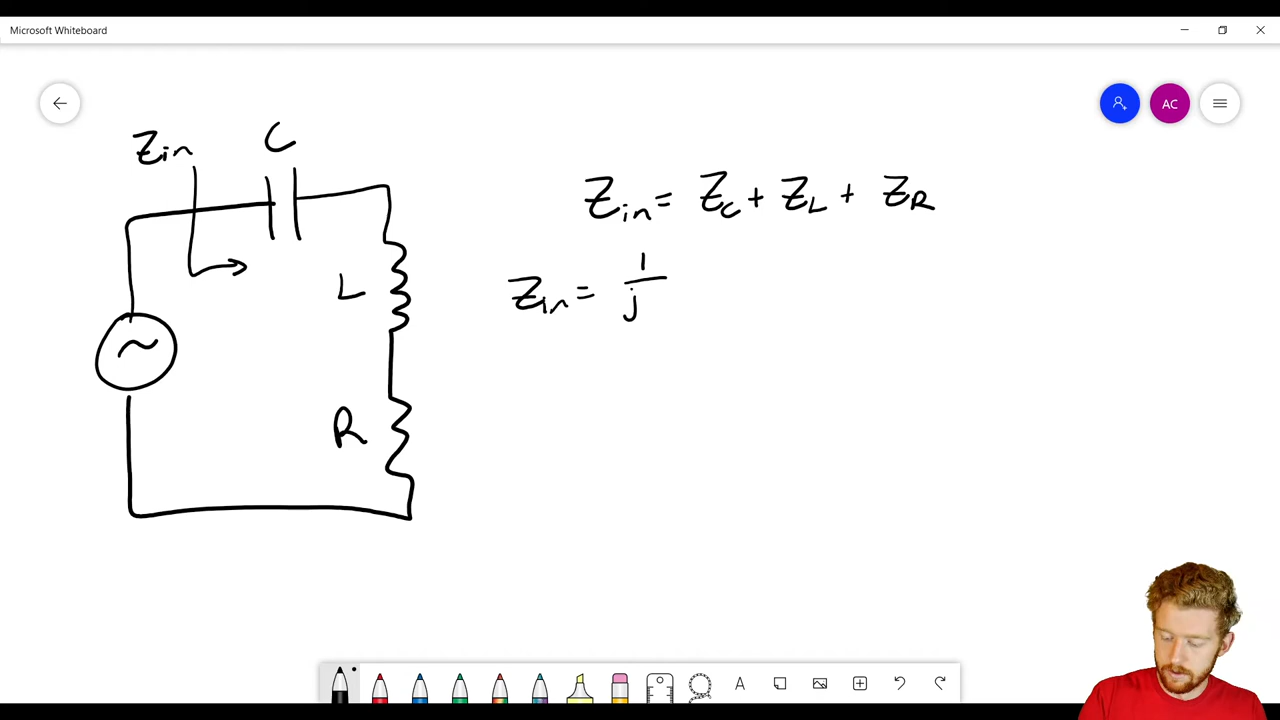 Microsoft Whiteboard
AC
Zin
C
Zin = ZC + ZL + ZR
L
Zin = 1/j
R
A